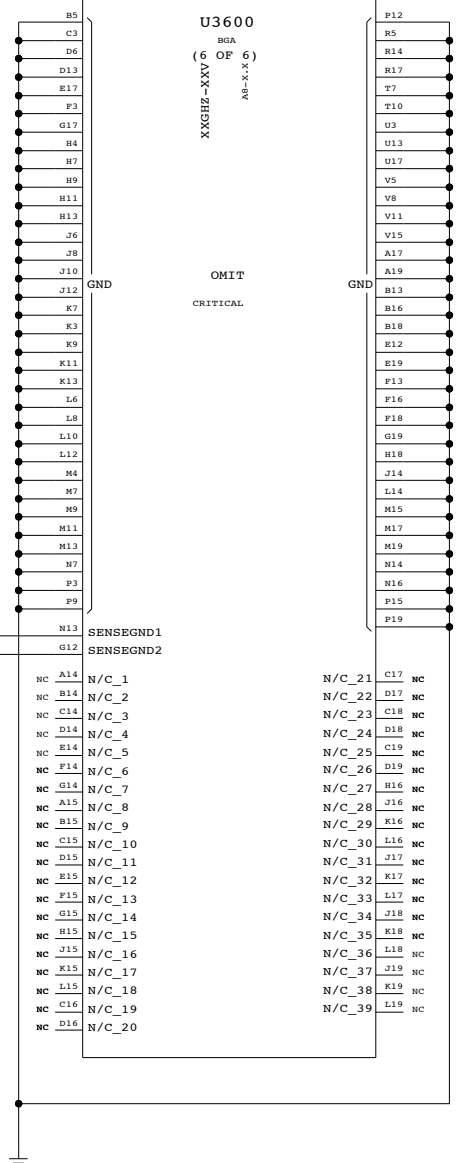 U3600
BGA
(6 OF 6)
XXGHZ-XXV
A8-X.X
OMIT
CRITICAL
GND
GND
B5
C3
D6
D13
E17
F3
G17
H4
H7
H9
H11
H13
J6
J8
J10
J12
K7
K3
K9
K11
K13
L6
L8
L10
L12
M4
M7
M9
M11
M13
N7
P3
P9
N13 SENSEGND1
G12 SENSEGND2
P12
R5
R14
R17
T7
T10
U3
U13
U17
V5
V8
V11
V15
A17
A19
B13
B16
B18
E12
E19
F13
F16
F18
G19
H18
J14
L14
M15
M17
M19
N14
N16
P15
P19
NC A14 N/C_1
NC B14 N/C_2
NC C14 N/C_3
NC D14 N/C_4
NC E14 N/C_5
NC F14 N/C_6
NC G14 N/C_7
NC A15 N/C_8
NC B15 N/C_9
NC C15 N/C_10
NC D15 N/C_11
NC E15 N/C_12
NC F15 N/C_13
NC G15 N/C_14
NC H15 N/C_15
NC J15 N/C_16
NC K15 N/C_17
NC L15 N/C_18
NC C16 N/C_19
NC D16 N/C_20
N/C_21 C17 NC
N/C_22 D17 NC
N/C_23 C18 NC
N/C_24 D18 NC
N/C_25 C19 NC
N/C_26 D19 NC
N/C_27 H16 NC
N/C_28 J16 NC
N/C_29 K16 NC
N/C_30 L16 NC
N/C_31 J17 NC
N/C_32 K17 NC
N/C_33 L17 NC
N/C_34 J18 NC
N/C_35 K18 NC
N/C_36 L18 NC
N/C_37 J19 NC
N/C_38 K19 NC
N/C_39 L19 NC